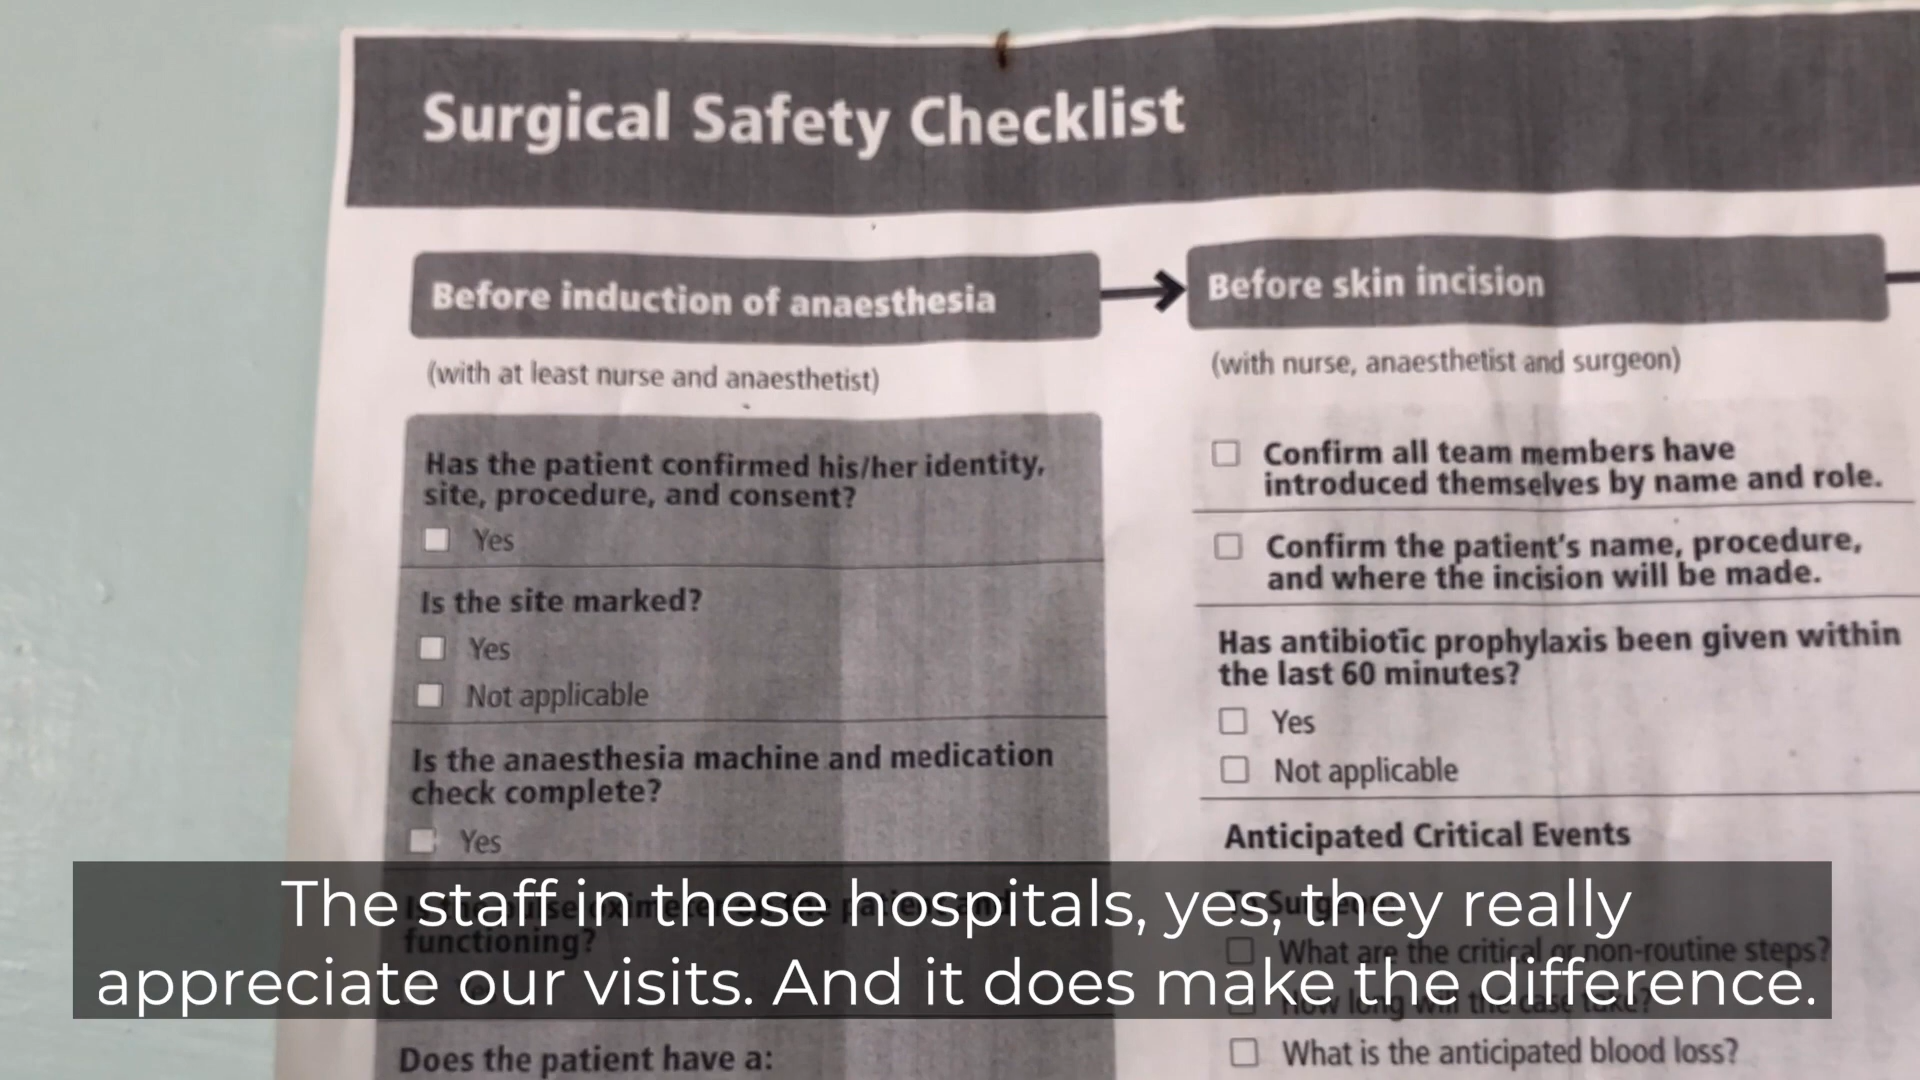 Surgical Safety Checklist
Before induction of anaesthesia
(with at least nurse and anaesthetist)
Has the patient confirmed his/her identity,
site, procedure, and consent?
Yes
Is the site marked?
Yes
Not applicable
Is the anaesthesia machine and medication
check complete?
Yes
functioning?
Does the patient have a:
Before skin incision
(with nurse, anaesthetist and surgeon)
Confirm all team members have
introduced themselves by name and role.
Confirm the patient's name, procedure,
and where the incision will be made.
Has antibiotic prophylaxis been given within
the last 60 minutes?
Yes
Not applicable
Anticipated Critical Events
What are the critical or non-routine steps?
How long will the case take?
What is the anticipated blood loss?
The staff in these hospitals, yes, they really
appreciate our visits. And it does make the difference.